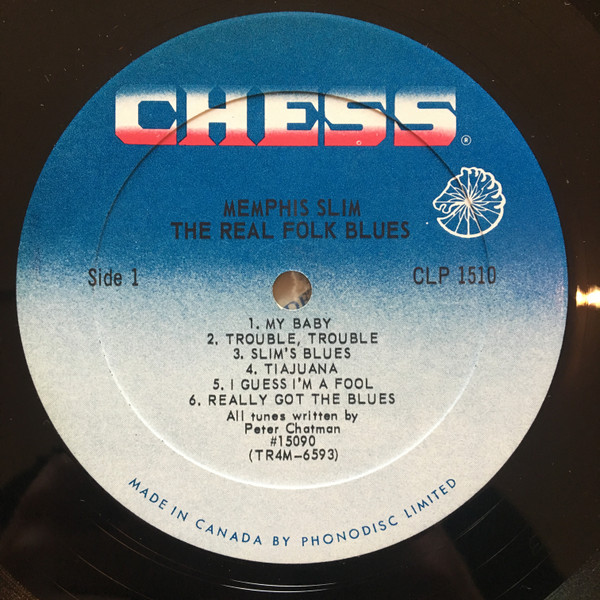 CHESS®
©
MEMPHIS SLIM
THE REAL FOLK BLUES
Side 1
CLP 1510
1. MY BABY
2. TROUBLE, TROUBLE
3. SLIM'S BLUES
4. TIAJUANA
5. I GUESS I'M A FOOL
6. REALLY GOT THE BLUES
All tunes written by
Peter Chatman
#15090
(TR4M-6593)
MADE IN CANADA BY PHONODISC LIMITED